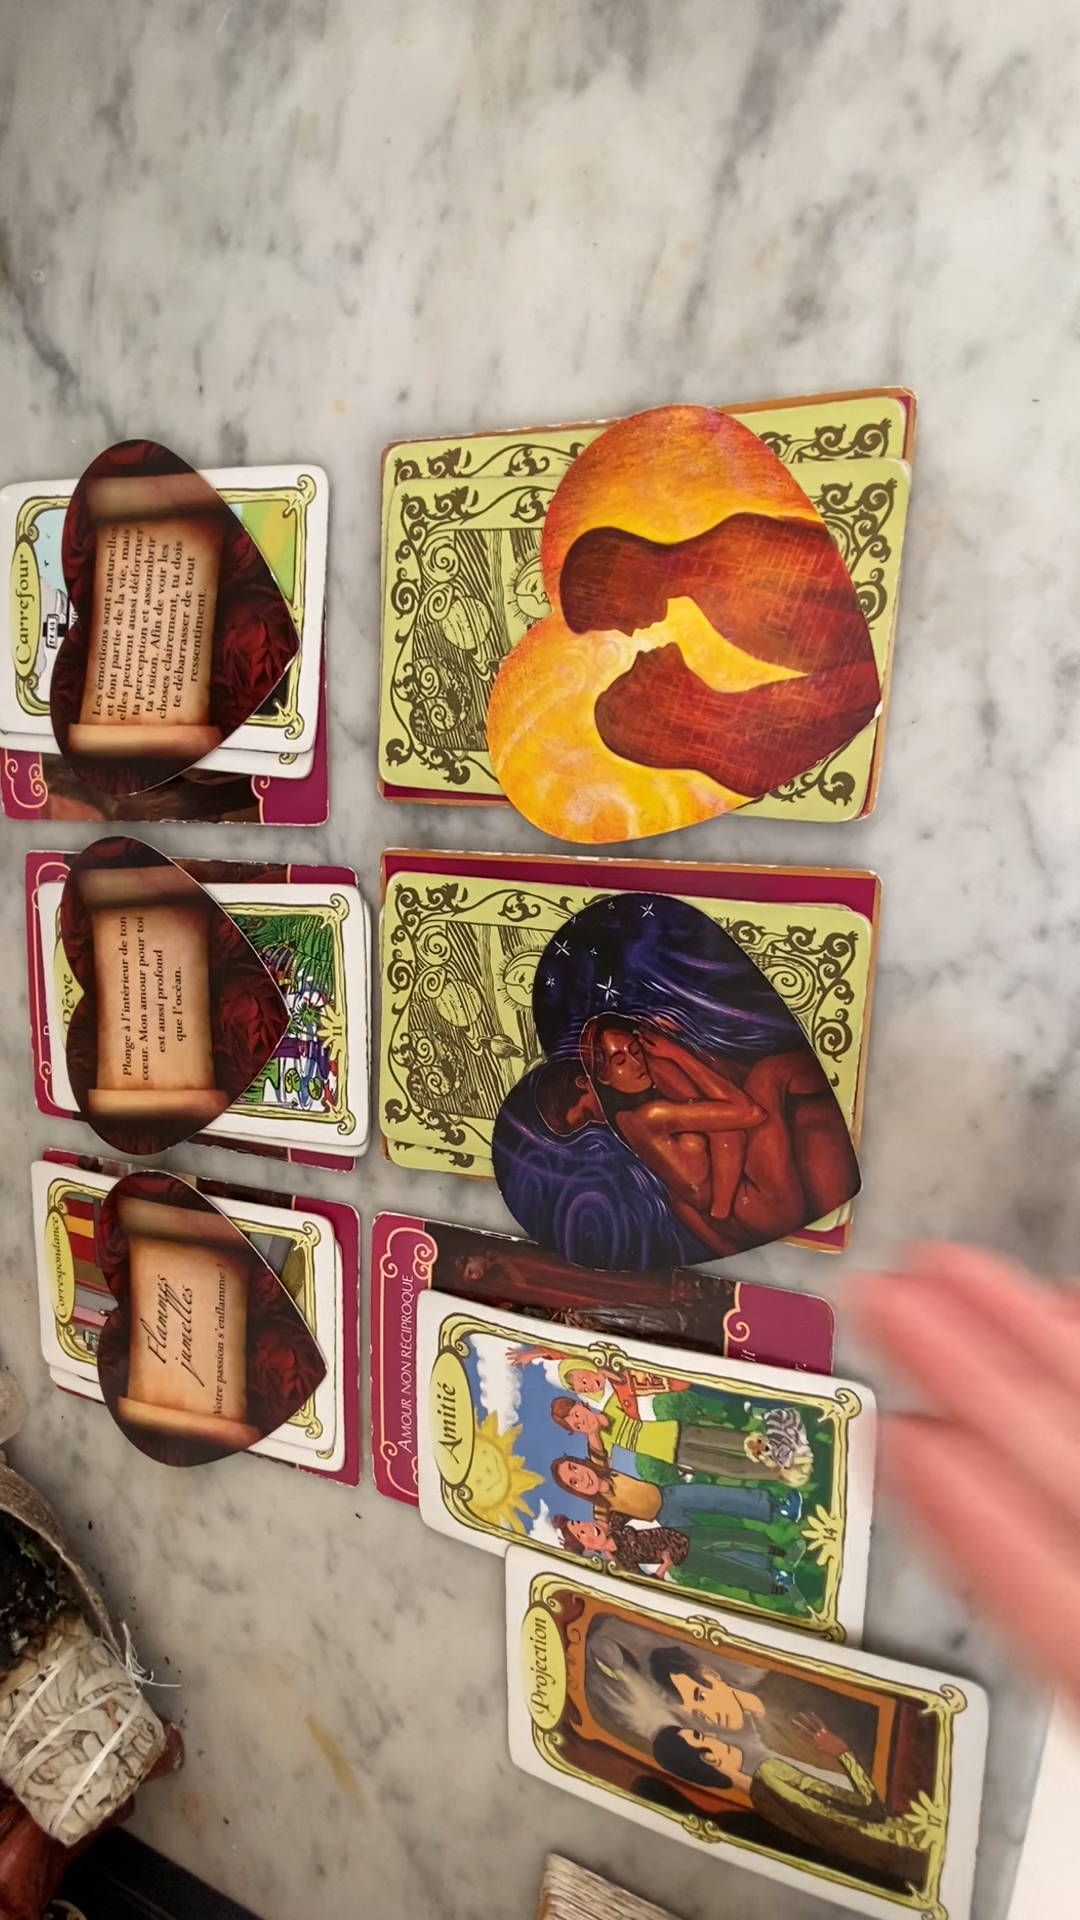 Carrefour
Les émotions sont naturelles
et font partie de la vie, mais
elles peuvent aussi déformer
ta perception et assombrir
ta vision. Afin de voir les
choses clairement, tu dois
te débarrasser de tout
ressentiment.
Rêve
Plonge à l'intérieur de ton
cœur. Mon amour pour toi
est aussi profond
que l'océan.
11
Correspondance
Flammes
jumelles
Votre passion s'enflamme !
AMOUR NON RÉCIPROQUE
Amitié
14
Projection
17